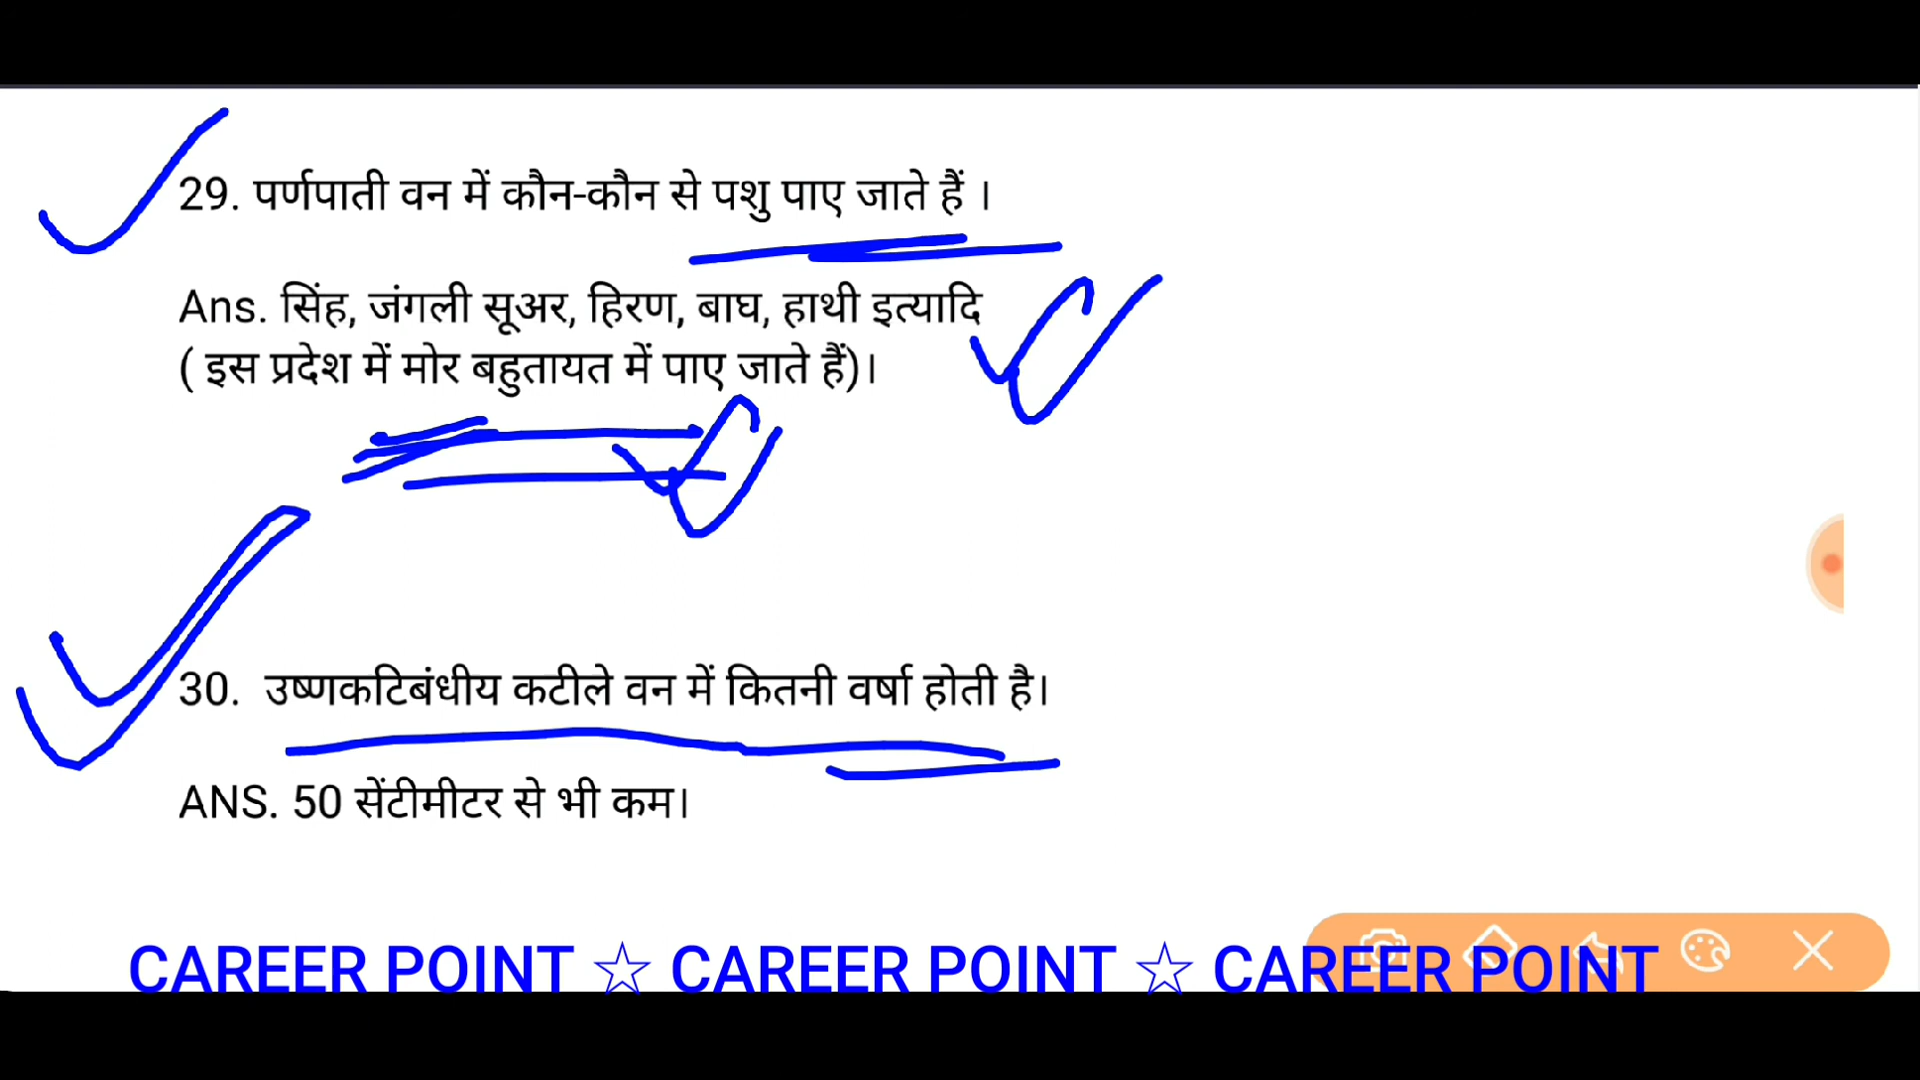 29. पर्णपाती वन में कौन-कौन से पशु पाए जाते हैं ।
Ans. सिंह, जंगली सूअर, हिरण, बाघ, हाथी इत्यादि
( इस प्रदेश में मोर बहुतायत में पाए जाते हैं)।
30. उष्णकटिबंधीय कटीले वन में कितनी वर्षा होती है।
ANS. 50 सेंटीमीटर से भी कम।
CAREER POINT ☆ CAREER POINT ☆ CAREER POINT